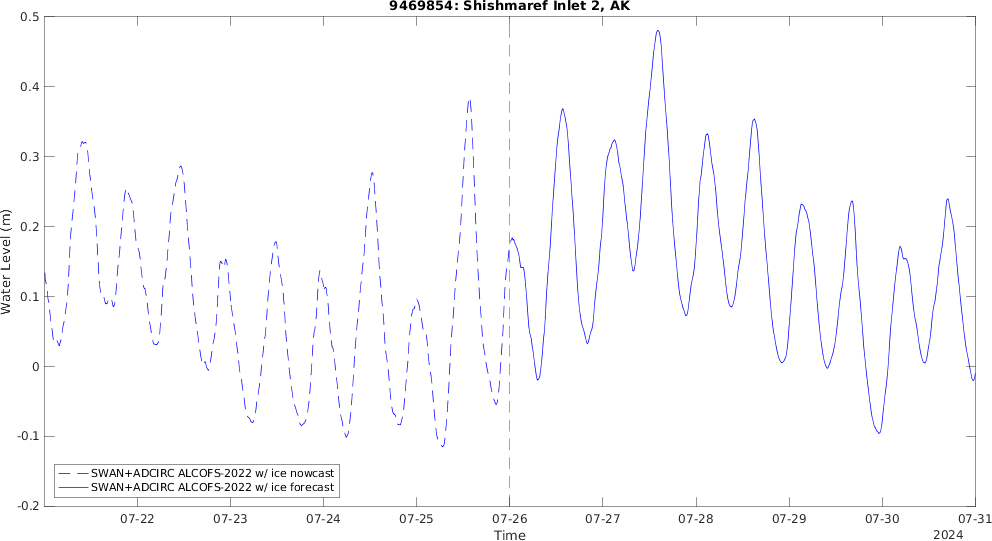 9469854: Shishmaref Inlet 2, AK
0.5
0.4
0.3
0.2
0.1
0
-0.1
-0.2
Water Level (m)
SWAN+ADCIRC ALCOFS-2022 w/ ice nowcast
SWAN+ADCIRC ALCOFS-2022 w/ ice forecast
07-22 07-23 07-24 07-25 07-26 07-27 07-28 07-29 07-30 07-31
Time
2024